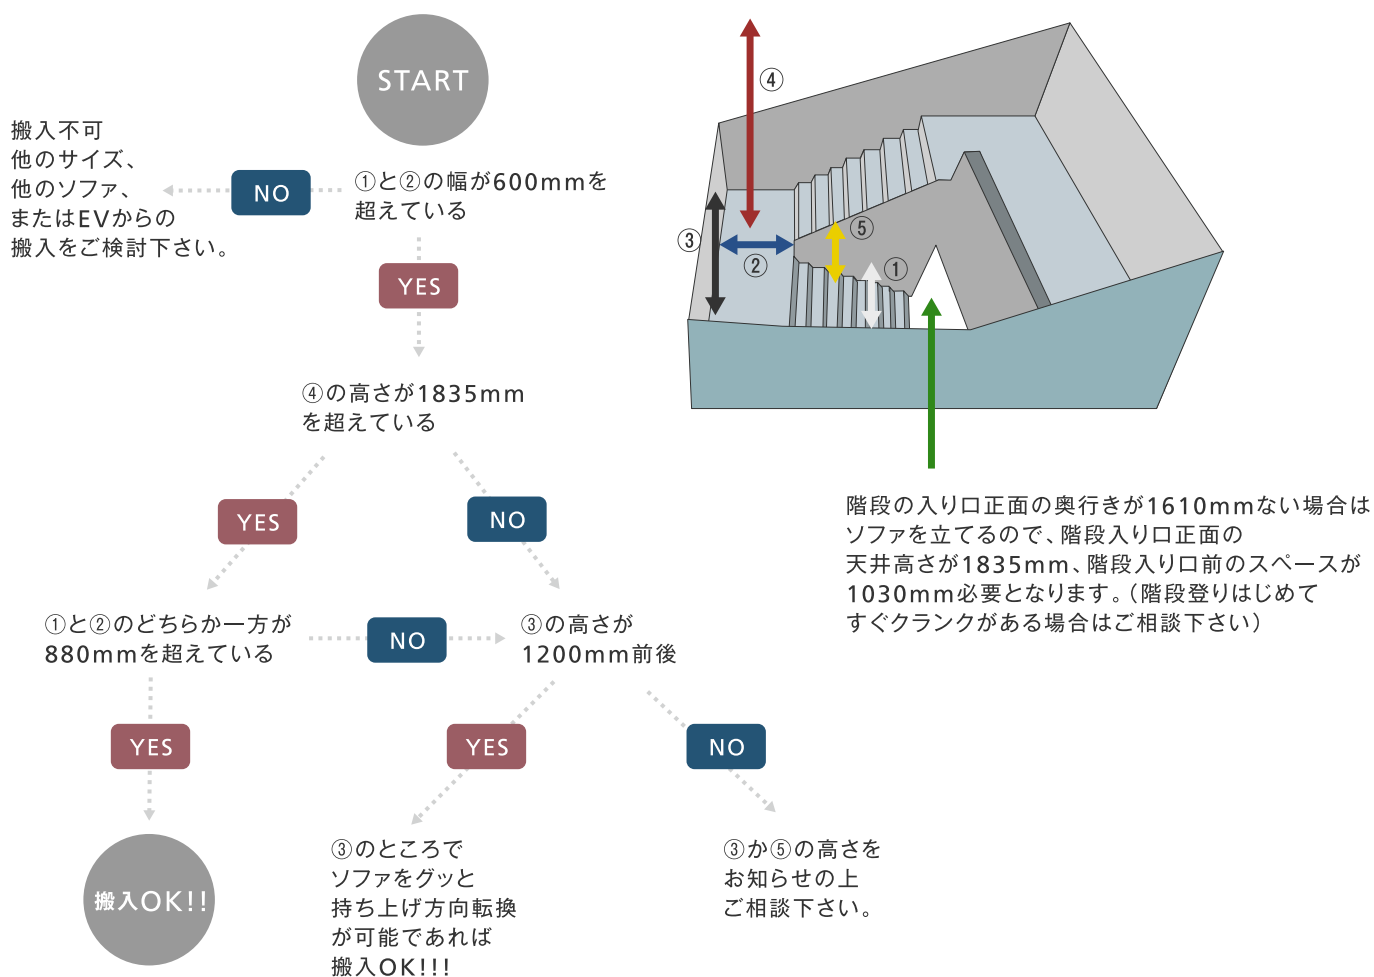 START
搬入不可
他のサイズ、
他のソファ、
またはEVからの
搬入をご検討下さい。
NO
①と②の幅が600mmを
超えている
YES
④の高さが1835mm
を超えている
YES
NO
①と②のどちらか一方が
880mmを超えている
NO
③の高さが
1200mm前後
YES
YES
NO
搬入OK!!
③のところで
ソファをグッと
持ち上げ方向転換
が可能であれば
搬入OK!!!
③か⑤の高さを
お知らせの上
ご相談下さい。
④
③
②
⑤
①
階段の入り口正面の奥行きが1610mmない場合は
ソファを立てるので、階段入り口正面の
天井高さが1835mm、階段入り口前のスペースが
1030mm必要となります。（階段登りはじめて
すぐクランクがある場合はご相談下さい）